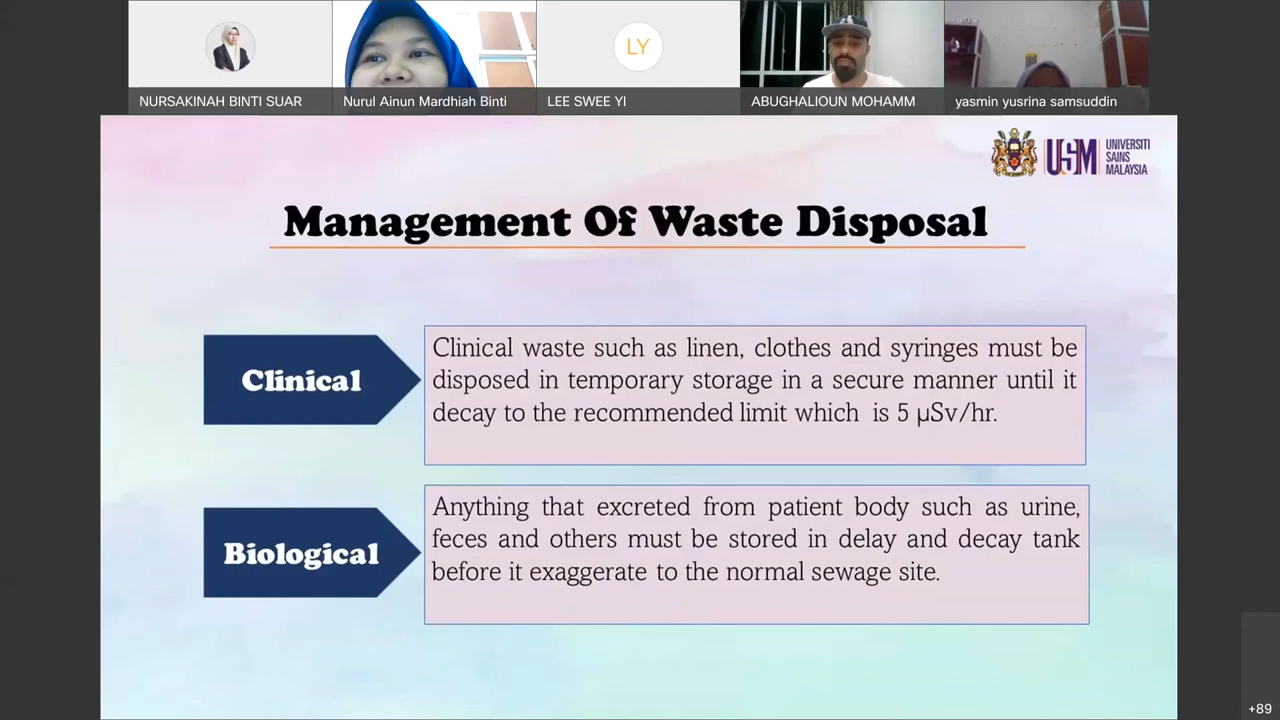 NURSAKINAH BINTI SUAR
Nurul Ainun Mardhiah Binti
LY
LEE SWEE YI
ABUGHALIOUN MOHAMM
yasmin yusrina samsuddin
USM
UNIVERSITI
SAINS
MALAYSIA
Management Of Waste Disposal
Clinical
Clinical waste such as linen, clothes and syringes must be
disposed in temporary storage in a secure manner until it
decay to the recommended limit which is 5 µSv/hr.
Biological
Anything that excreted from patient body such as urine,
feces and others must be stored in delay and decay tank
before it exaggerate to the normal sewage site.
+89